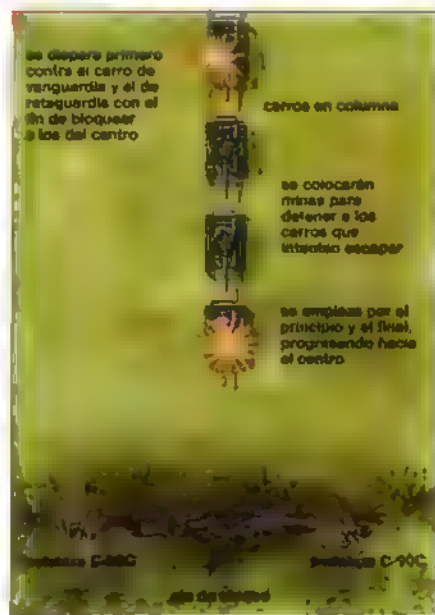 se dispara primero
contra el carro de
vanguardia y el de
retaguardia con el
fin de bloquear
a los del centro
carros en columna
se colocarán
minas para
detener a los
carros que
intenten escapar
se empieza por el
principio y el final,
progresando hacia
el centro
C-90C